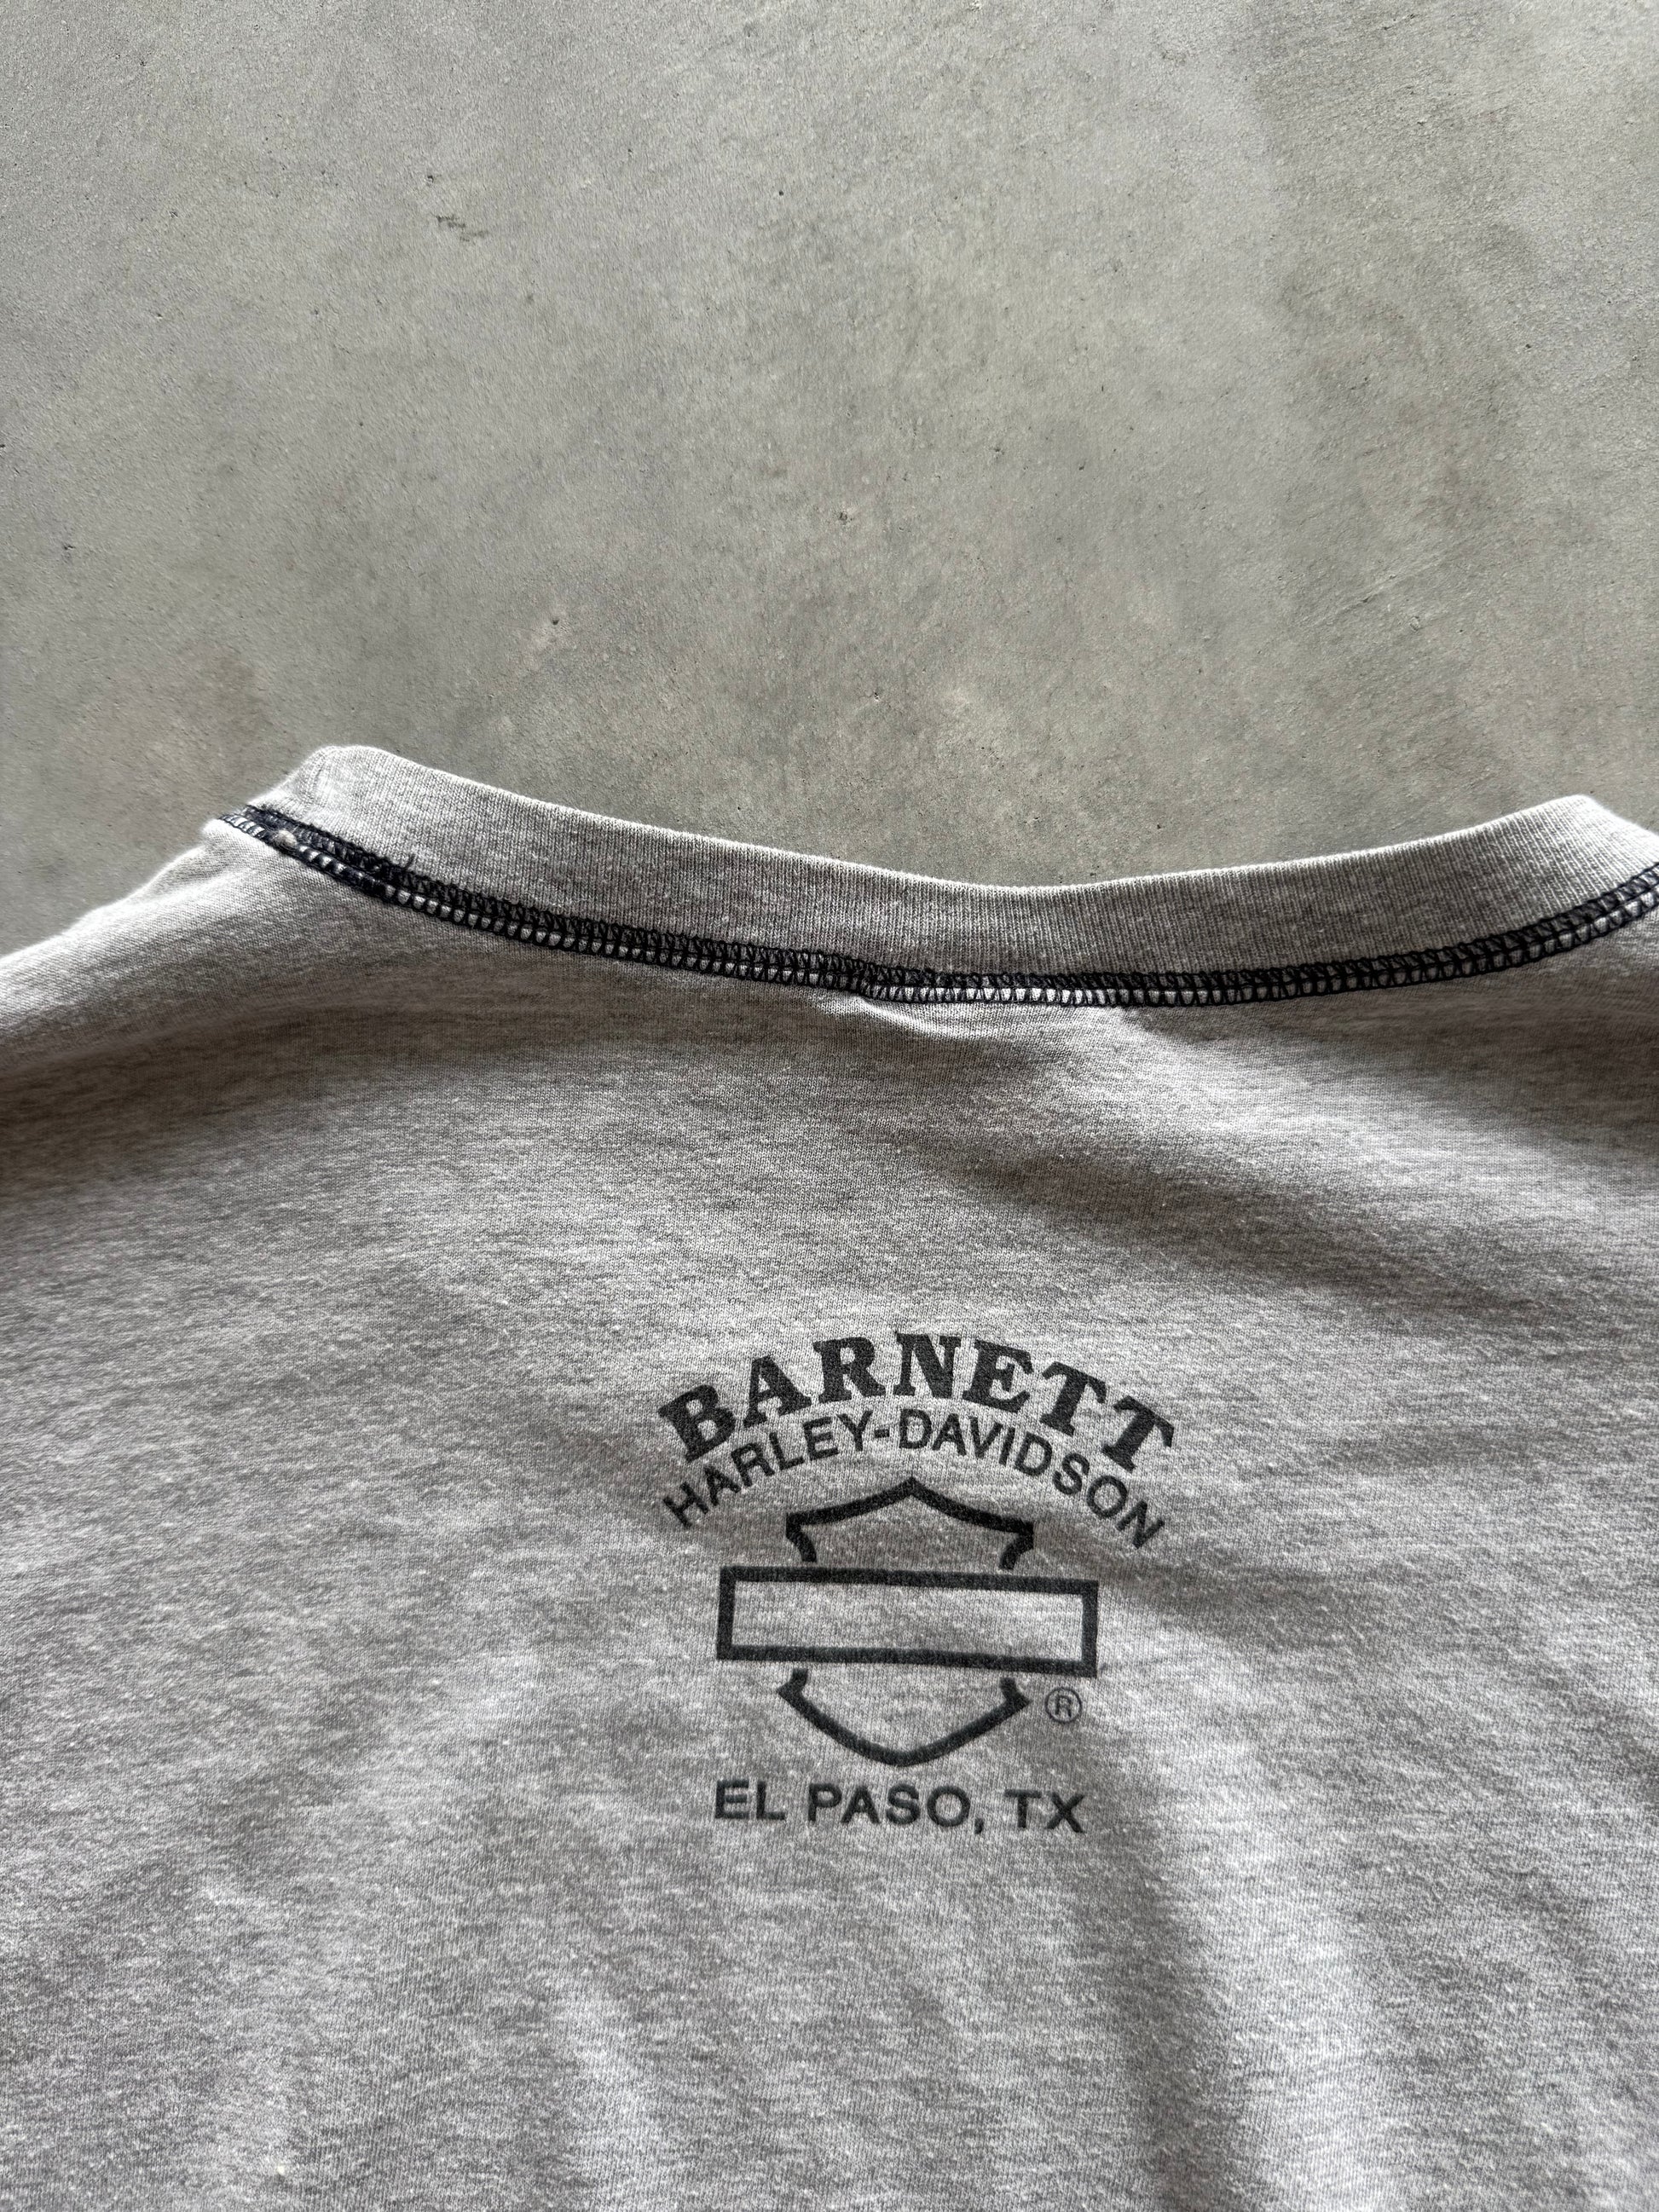 BARNETT
HARLEY-DAVIDSON
®
EL PASO, TX